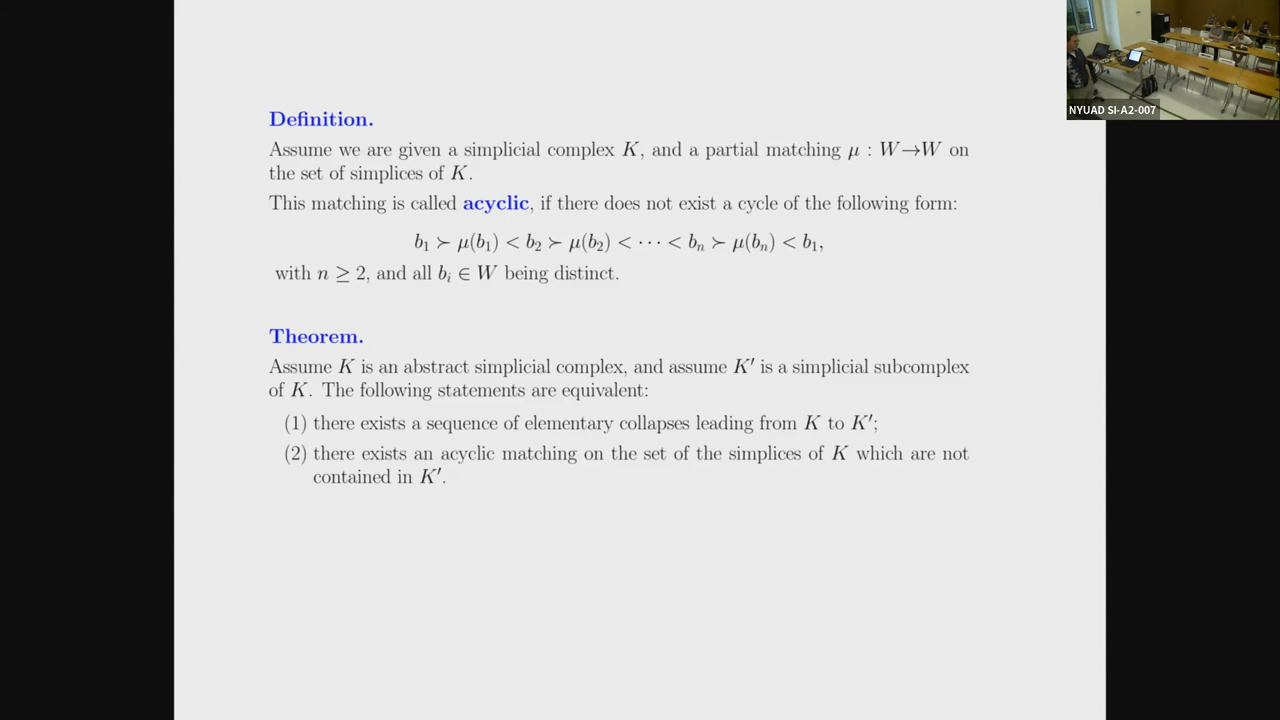 NYUAD SI-A2-007
Definition.
Assume we are given a simplicial complex K, and a partial matching μ : W→W on
the set of simplices of K.
This matching is called acyclic, if there does not exist a cycle of the following form:
b₁ ≻ μ(b₁) < b₂ ≻ μ(b₂) < ⋯ < bₙ ≻ μ(bₙ) < b₁,
with n ≥ 2, and all bᵢ ∈ W being distinct.
Theorem.
Assume K is an abstract simplicial complex, and assume K′ is a simplicial subcomplex
of K. The following statements are equivalent:
(1) there exists a sequence of elementary collapses leading from K to K′;
(2) there exists an acyclic matching on the set of the simplices of K which are not
contained in K′.